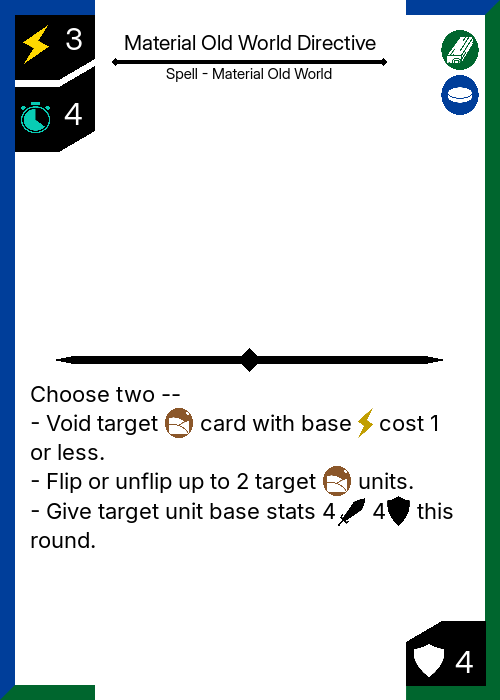 3
Material Old World Directive
Spell - Material Old World
4
Choose two --
- Void target card with base cost 1
or less.
- Flip or unflip up to 2 target units.
- Give target unit base stats 4 4 this
round.
4